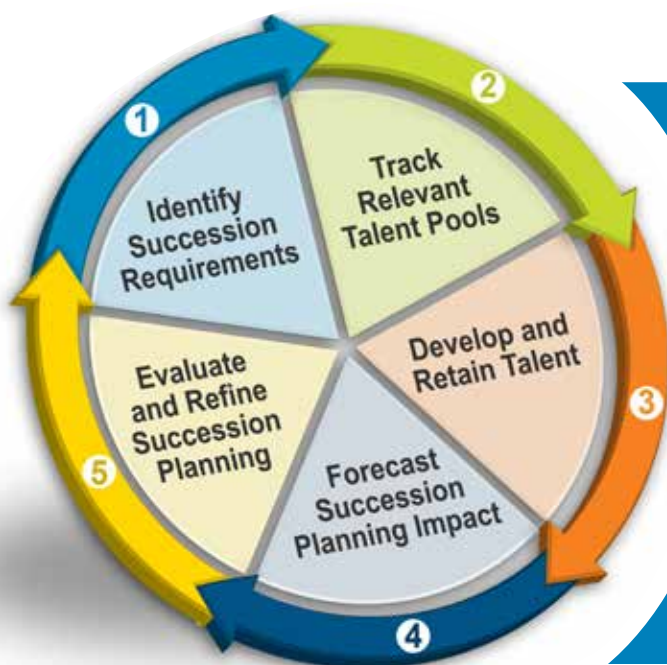 1
Identify
Succession
Requirements
2
Track
Relevant
Talent Pools
3
Develop and
Retain Talent
4
Forecast
Succession
Planning Impact
5
Evaluate
and Refine
Succession
Planning